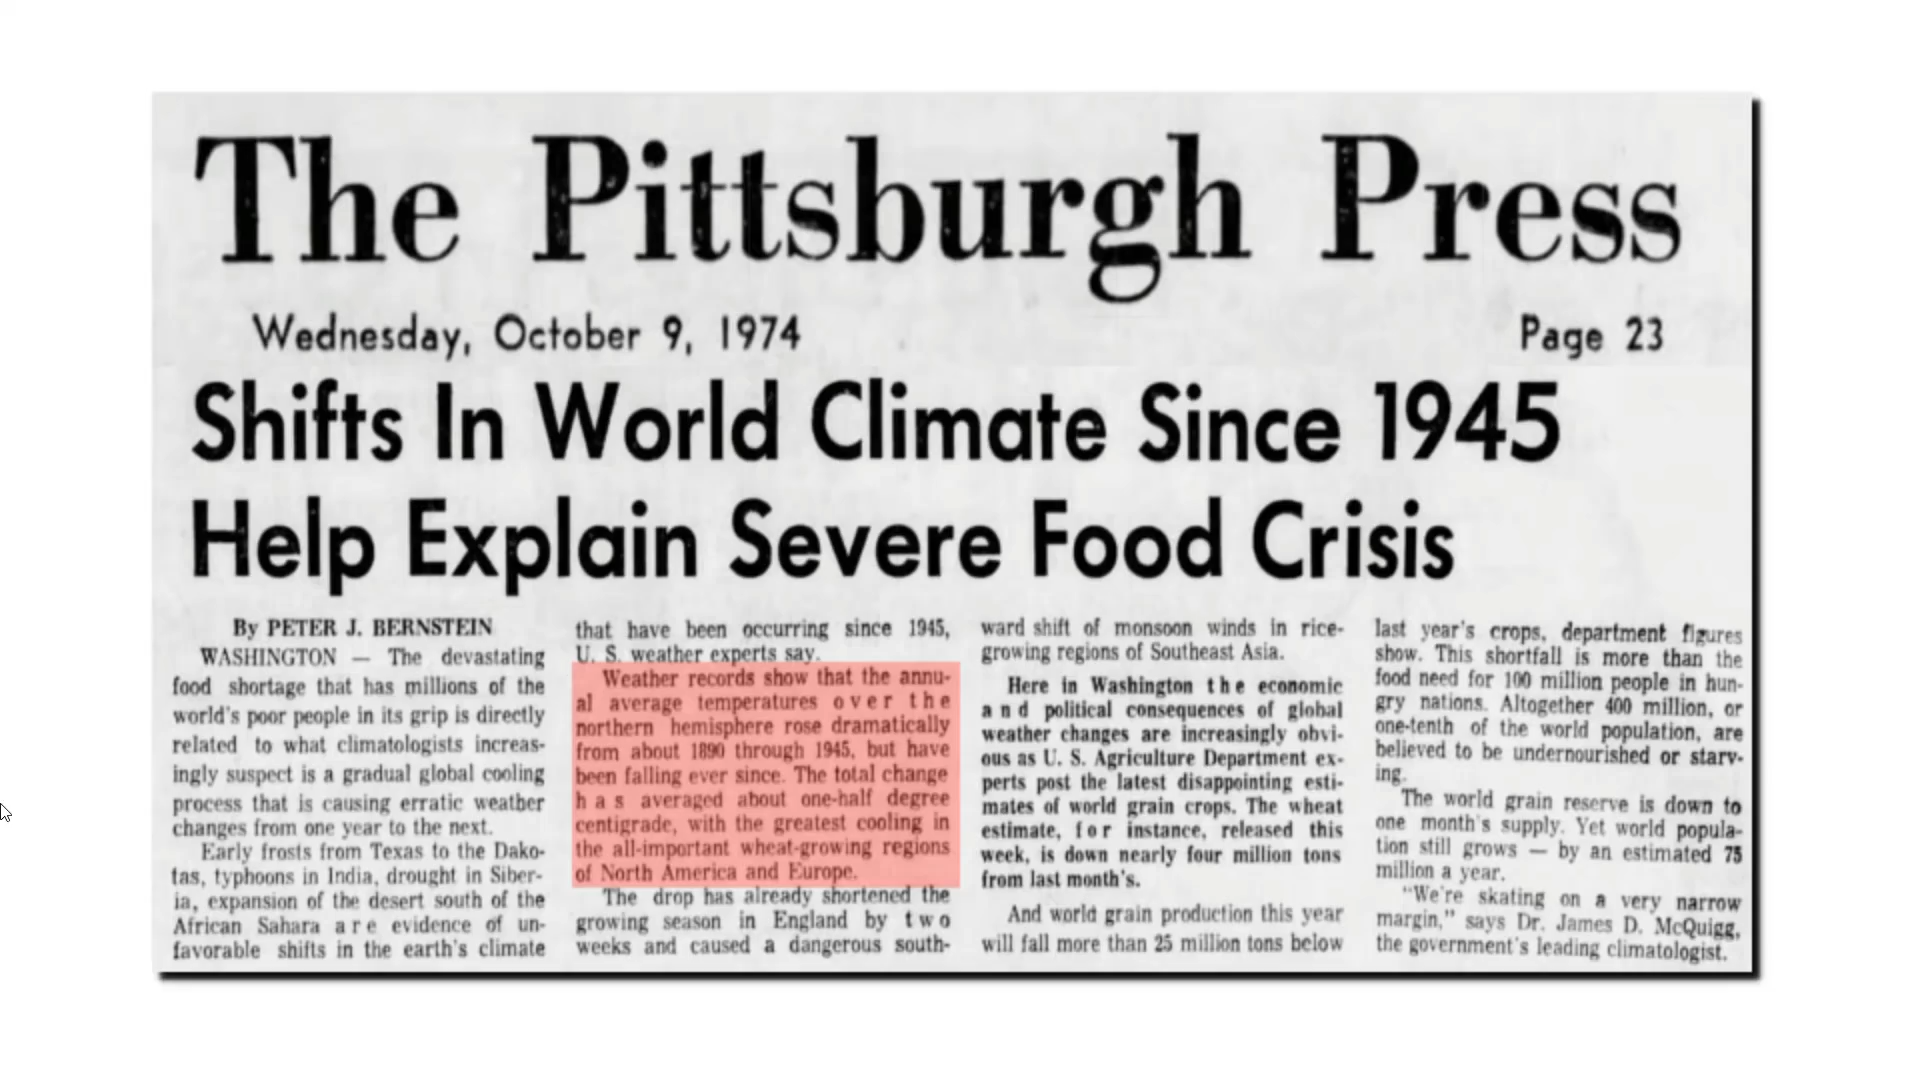 The Pittsburgh Press
Wednesday, October 9, 1974
Page 23
Shifts In World Climate Since 1945
Help Explain Severe Food Crisis
By PETER J. BERNSTEIN
WASHINGTON — The devastating
food shortage that has millions of the
world's poor people in its grip is directly
related to what climatologists increas-
ingly suspect is a gradual global cooling
process that is causing erratic weather
changes from one year to the next.
Early frosts from Texas to the Dako-
tas, typhoons in India, drought in Siber-
ia, expansion of the desert south of the
African Sahara are evidence of un-
favorable shifts in the earth's climate
that have been occurring since 1945,
U. S. weather experts say.
Weather records show that the annu-
al average temperatures over the
northern hemisphere rose dramatically
from about 1890 through 1945, but have
been falling ever since. The total change
has averaged about one-half degree
centigrade, with the greatest cooling in
the all-important wheat-growing regions
of North America and Europe.
The drop has already shortened the
growing season in England by two
weeks and caused a dangerous south-
ward shift of monsoon winds in rice-
growing regions of Southeast Asia.
Here in Washington the economic
and political consequences of global
weather changes are increasingly obvi-
ous as U. S. Agriculture Department ex-
perts post the latest disappointing esti-
mates of world grain crops. The wheat
estimate, for instance, released this
week, is down nearly four million tons
from last month's.
And world grain production this year
will fall more than 25 million tons below
last year's crops, department figures
show. This shortfall is more than the
food need for 100 million people in hun-
gry nations. Altogether 400 million, or
one-tenth of the world population, are
believed to be undernourished or starv-
ing.
The world grain reserve is down to
one month's supply. Yet world popula-
tion still grows — by an estimated 75
million a year.
"We're skating on a very narrow
margin," says Dr. James D. McQuigg,
the government's leading climatologist.